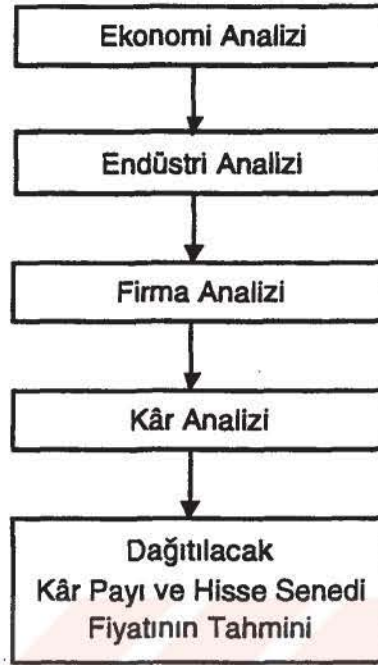 Ekonomi Analizi
Endüstri Analizi
Firma Analizi
Kâr Analizi
Dağıtılacak
Kâr Payı ve Hisse Senedi
Fiyatının Tahmini